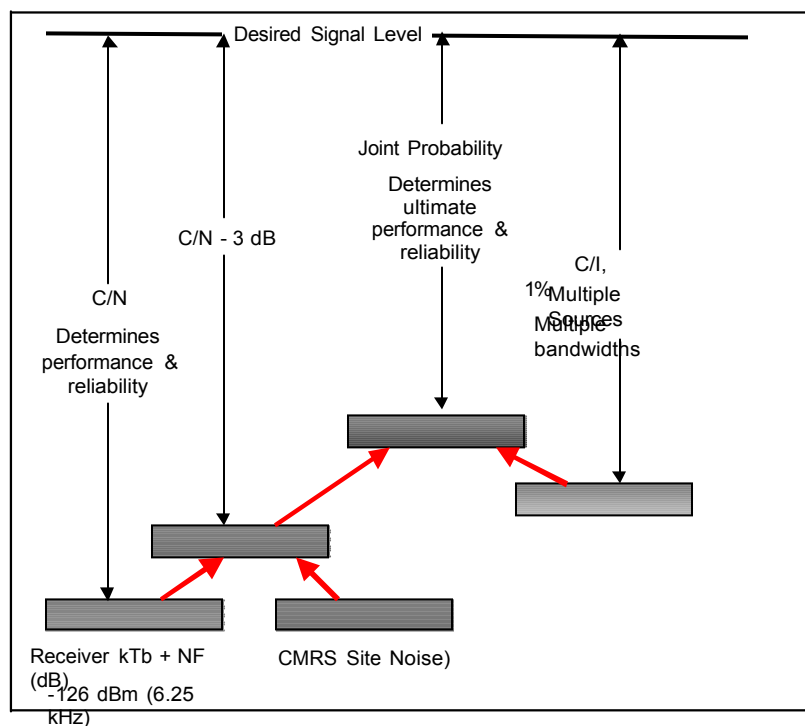 Desired Signal Level
Joint Probability
Determines
ultimate
performance &
reliability
C/N - 3 dB
C/I,
1%
Multiple
Sources
Multiple
bandwidths
C/N
Determines
performance &
reliability
Receiver kTb + NF
(dB)
-126 dBm (6.25
kHz)
CMRS Site Noise)